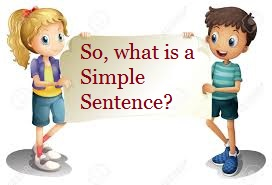 So, what is a
Simple
Sentence?